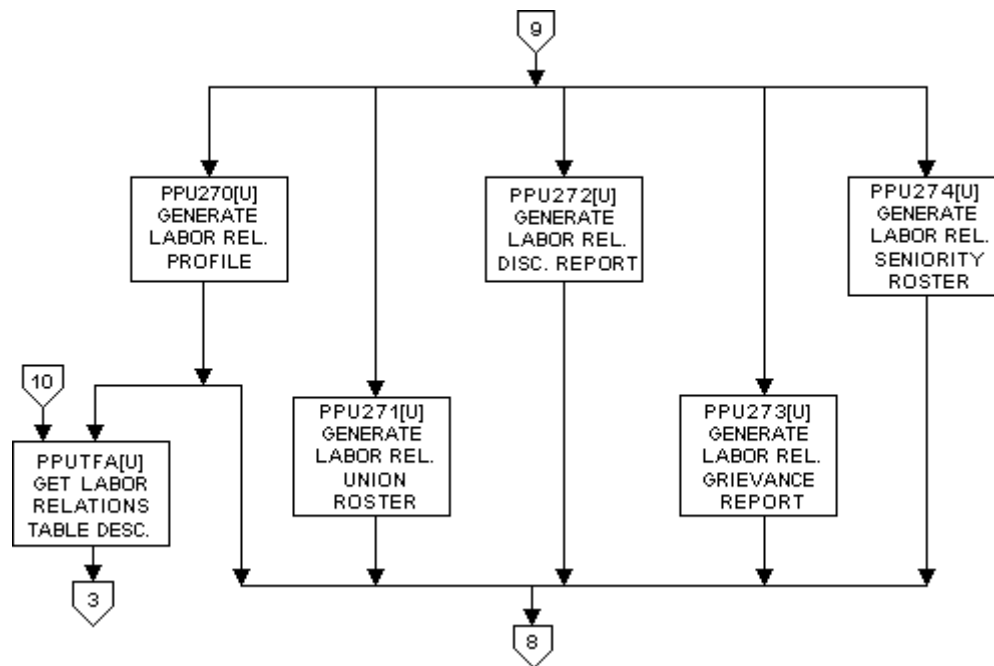 9
PPU270[U]
GENERATE
LABOR REL.
PROFILE
PPU272[U]
GENERATE
LABOR REL.
DISC. REPORT
PPU274[U]
GENERATE
LABOR REL.
SENIORITY
ROSTER
10
PPUTFA[U]
GET LABOR
RELATIONS
TABLE DESC.
PPU271[U]
GENERATE
LABOR REL.
UNION
ROSTER
PPU273[U]
GENERATE
LABOR REL.
GRIEVANCE
REPORT
3
8